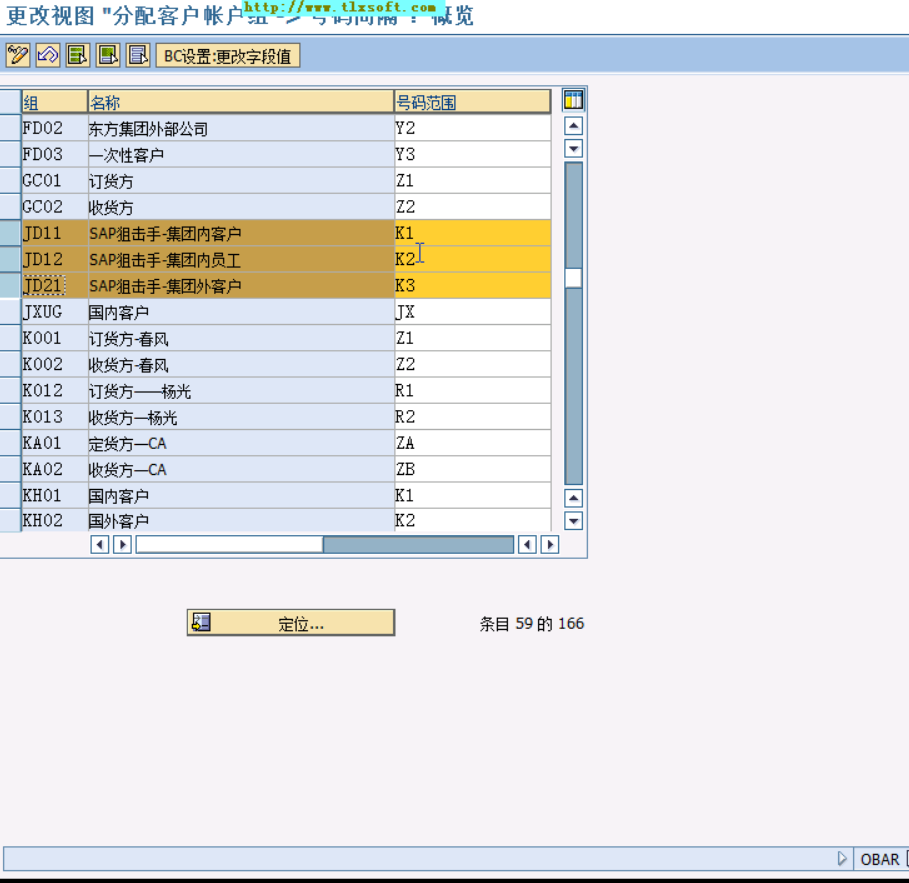 http://www.tlxsoft.com
更改视图 "分配客户帐户组 -> 号码间隔": 概览
BC设置:更改字段值
组 名称 号码范围
FD02 东方集团外部公司 Y2
FD03 一次性客户 Y3
GC01 订货方 Z1
GC02 收货方 Z2
JD11 SAP狙击手-集团内客户 K1
JD12 SAP狙击手-集团内员工 K2
JD21 SAP狙击手-集团外客户 K3
JXUG 国内客户 JX
K001 订货方-春风 Z1
K002 收货方-春风 Z2
K012 订货方——杨光 R1
K013 收货方—杨光 R2
KA01 定货方—CA ZA
KA02 收货方—CA ZB
KH01 国内客户 K1
KH02 国外客户 K2
定位... 条目 59 的 166
OBAR